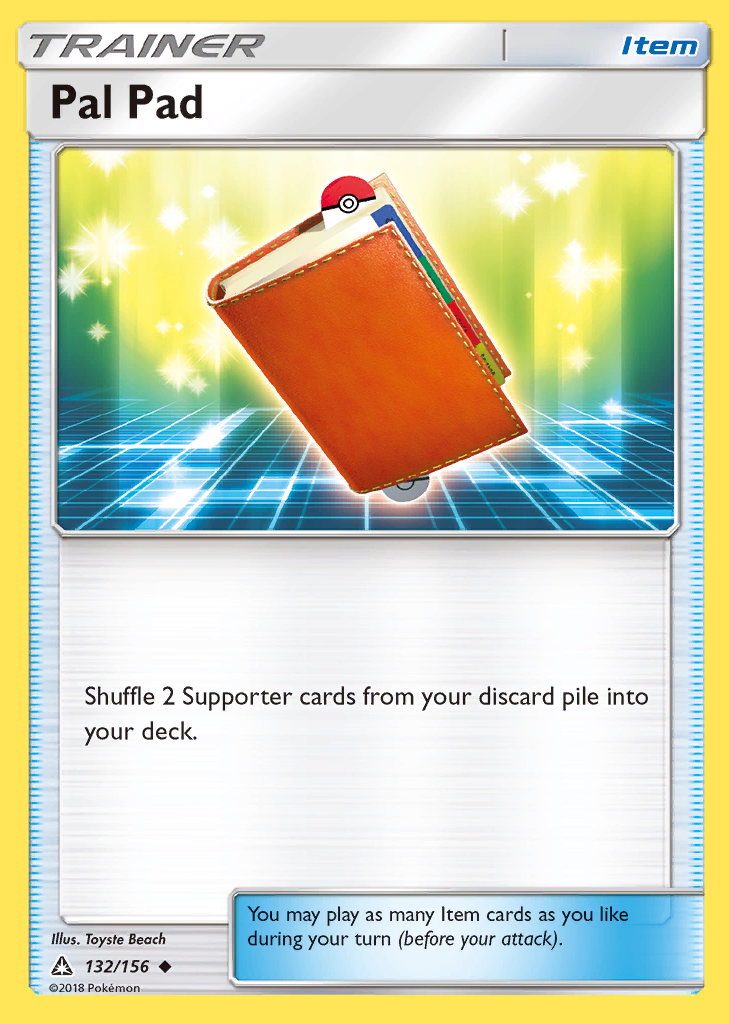 TRAINER Item
Pal Pad
Shuffle 2 Supporter cards from your discard pile into
your deck.
You may play as many Item cards as you like
during your turn (before your attack).
Illus. Toyste Beach
132/156
©2018 Pokémon